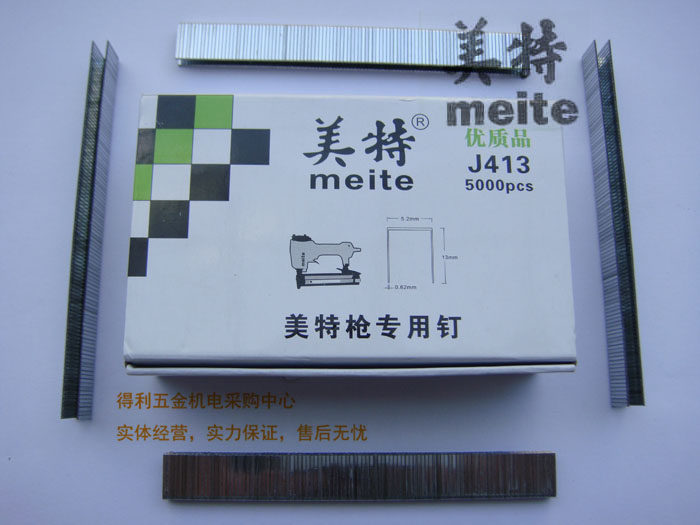 美特
meite
美特®
meite
优质品
J413
5000pcs
meite
5.2mm
13mm
0.62mm
美特枪专用钉
得利五金机电采购中心
实体经营，实力保证，售后无忧